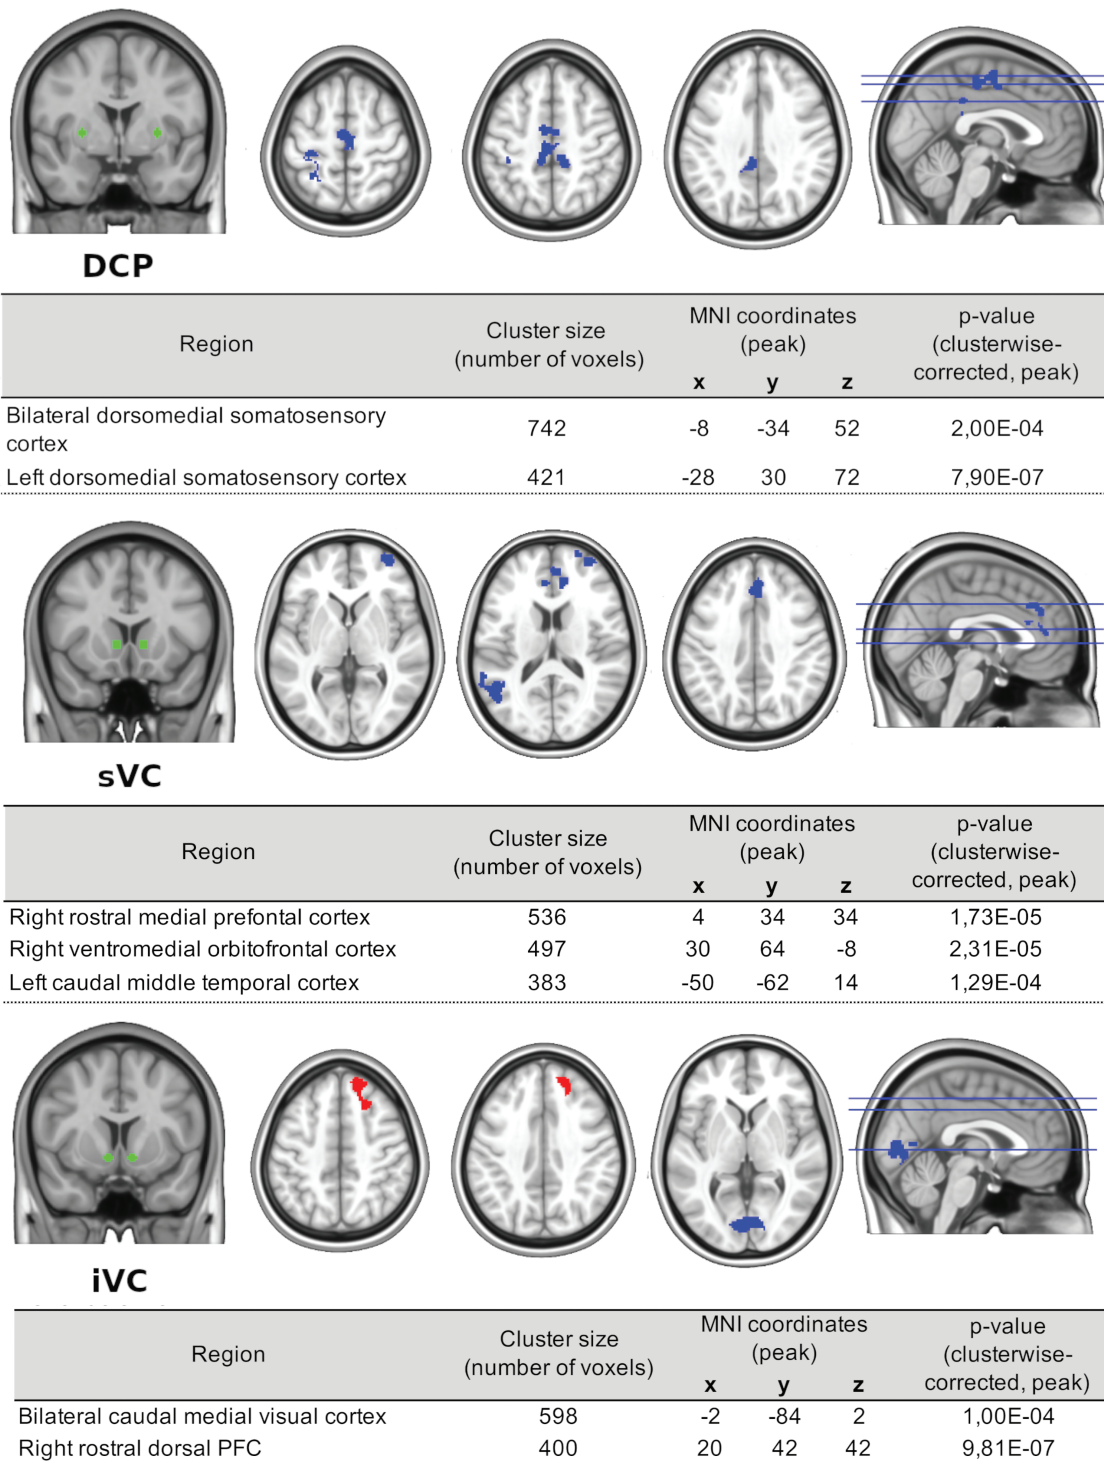 DCP
Region
Cluster size
(number of voxels)
MNI coordinates
(peak)
x y z
p-value
(clusterwise-
corrected, peak)
Bilateral dorsomedial somatosensory
cortex
742 -8 -34 52 2,00E-04
Left dorsomedial somatosensory cortex 421 -28 30 72 7,90E-07
sVC
Region
Cluster size
(number of voxels)
MNI coordinates
(peak)
x y z
p-value
(clusterwise-
corrected, peak)
Right rostral medial prefontal cortex 536 4 34 34 1,73E-05
Right ventromedial orbitofrontal cortex 497 30 64 -8 2,31E-05
Left caudal middle temporal cortex 383 -50 -62 14 1,29E-04
iVC
Region
Cluster size
(number of voxels)
MNI coordinates
(peak)
x y z
p-value
(clusterwise-
corrected, peak)
Bilateral caudal medial visual cortex 598 -2 -84 2 1,00E-04
Right rostral dorsal PFC 400 20 42 42 9,81E-07